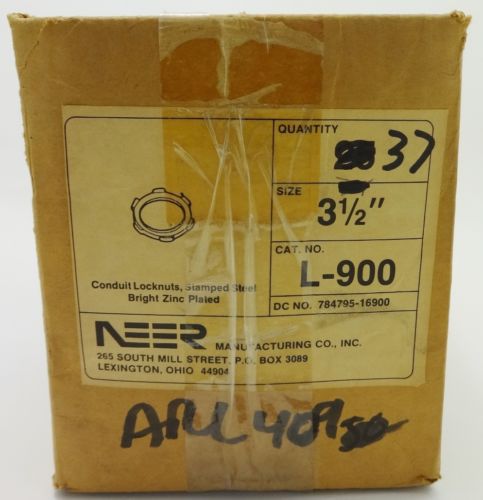 QUANTITY
37
SIZE
3½"
CAT. NO.
L-900
DC NO. 784795-16900
Conduit Locknuts, Stamped Steel
Bright Zinc Plated
NEER MANUFACTURING CO., INC.
265 SOUTH MILL STREET, P.O. BOX 3089
LEXINGTON, OHIO 44904